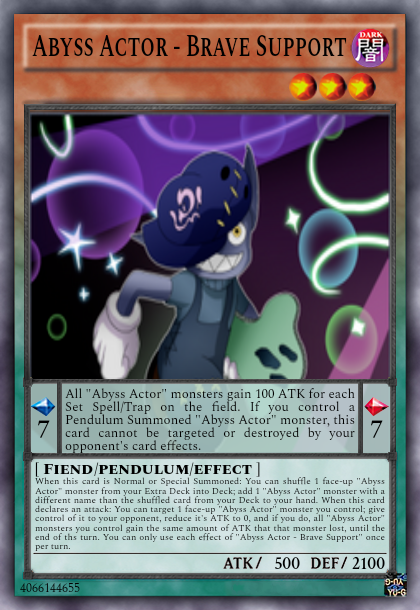 Abyss Actor - Brave Support
DARK
闇
7
7
All "Abyss Actor" monsters gain 100 ATK for each
Set Spell/Trap on the field. If you control a
Pendulum Summoned "Abyss Actor" monster, this
card cannot be targeted or destroyed by your
opponent's card effects.
[ FIEND/PENDULUM/EFFECT ]
When this card is Normal or Special Summoned: You can shuffle 1 face-up "Abyss
Actor" monster from your Extra Deck into Deck; add 1 "Abyss Actor" monster with a
different name than the shuffled card from your Deck to your Hand. When this card
declares an attack: You can target 1 face-up "Abyss Actor" monster you control; give
control of it to your opponent, reduce it's ATK to 0, and if you do, all "Abyss Actor"
monsters you control gain the same amount of ATK that that monster lost, until the
end of ths turn. You can only use each effect of "Abyss Actor - Brave Support" once
per turn.
ATK/ 500 DEF/ 2100
4066144655